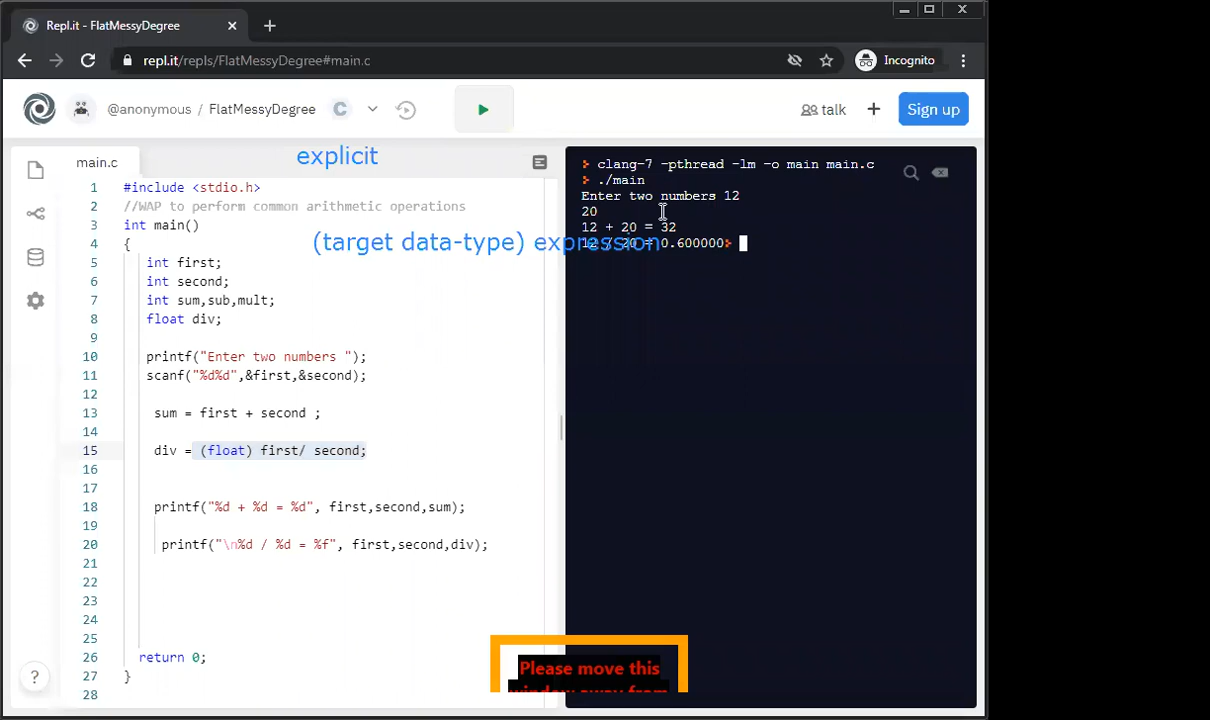 Repl.it - FlatMessyDegree
repl.it/repls/FlatMessyDegree#main.c
Incognito
@anonymous / FlatMessyDegree
C
talk
Sign up
main.c
explicit
(target data-type) expression
1 #include <stdio.h>
2 //WAP to perform common arithmetic operations
3 int main()
4 {
5 int first;
6 int second;
7 int sum,sub,mult;
8 float div;
9
10 printf("Enter two numbers ");
11 scanf("%d%d",&first,&second);
12
13 sum = first + second ;
14
15 div = (float) first/ second;
16
17
18 printf("%d + %d = %d", first,second,sum);
19
20 printf("\n%d / %d = %f", first,second,div);
21
22
23
24
25
26 return 0;
27 }
28
clang-7 -pthread -lm -o main main.c
./main
Enter two numbers 12
20
12 + 20 = 32
12 / 20 = 0.600000
?
Please move this
window away from